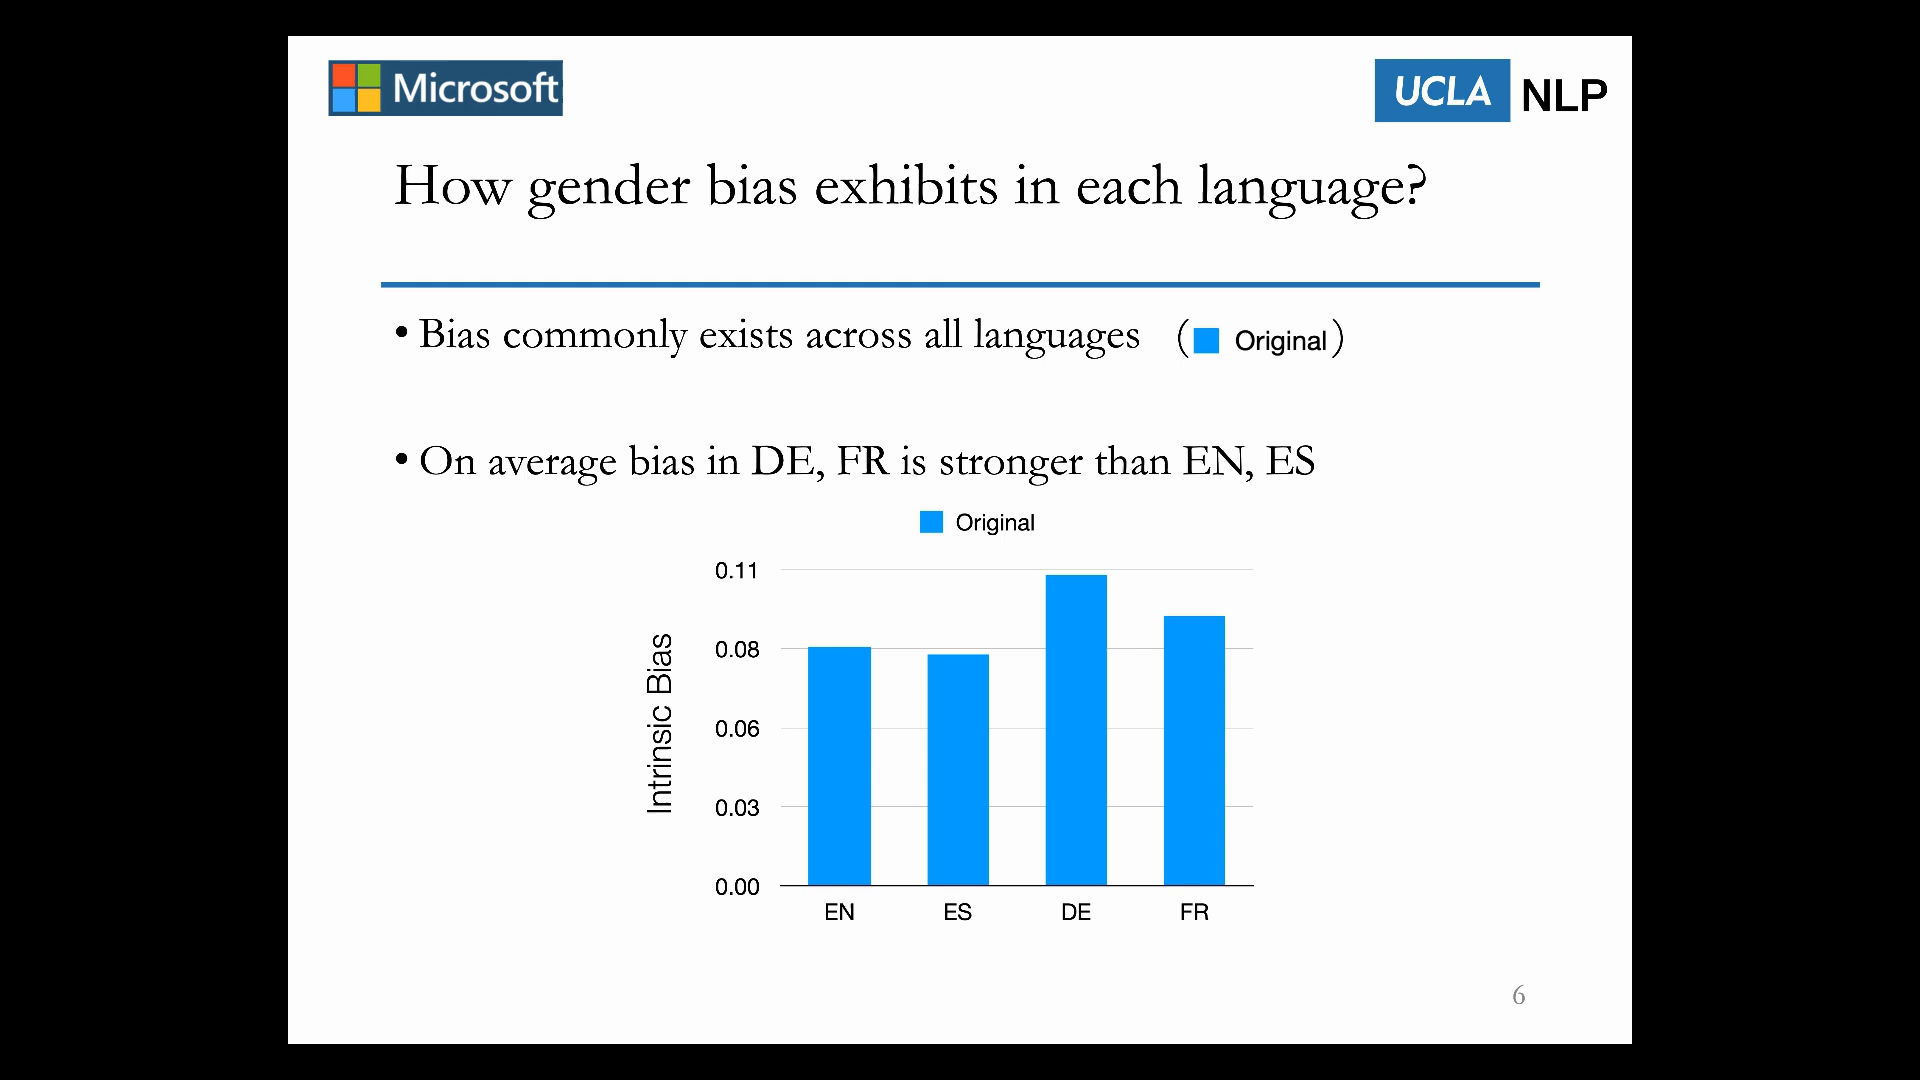 Microsoft
UCLA NLP
How gender bias exhibits in each language?
• Bias commonly exists across all languages ( Original )
• On average bias in DE, FR is stronger than EN, ES
Original
0.11
0.08
0.06
0.03
0.00
Intrinsic Bias
EN ES DE FR
6